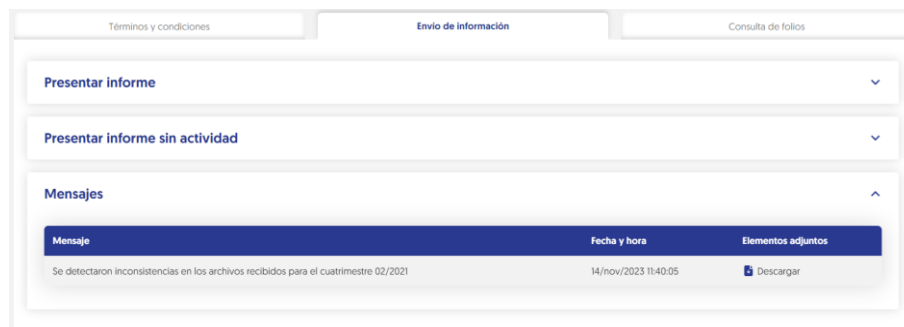 Términos y condiciones
Envío de información
Consulta de folios
Presentar informe
Presentar informe sin actividad
Mensajes
Mensaje Fecha y hora Elementos adjuntos
Se detectaron inconsistencias en los archivos recibidos para el cuatrimestre 02/2021 14/nov/2023 11:40:05 Descargar